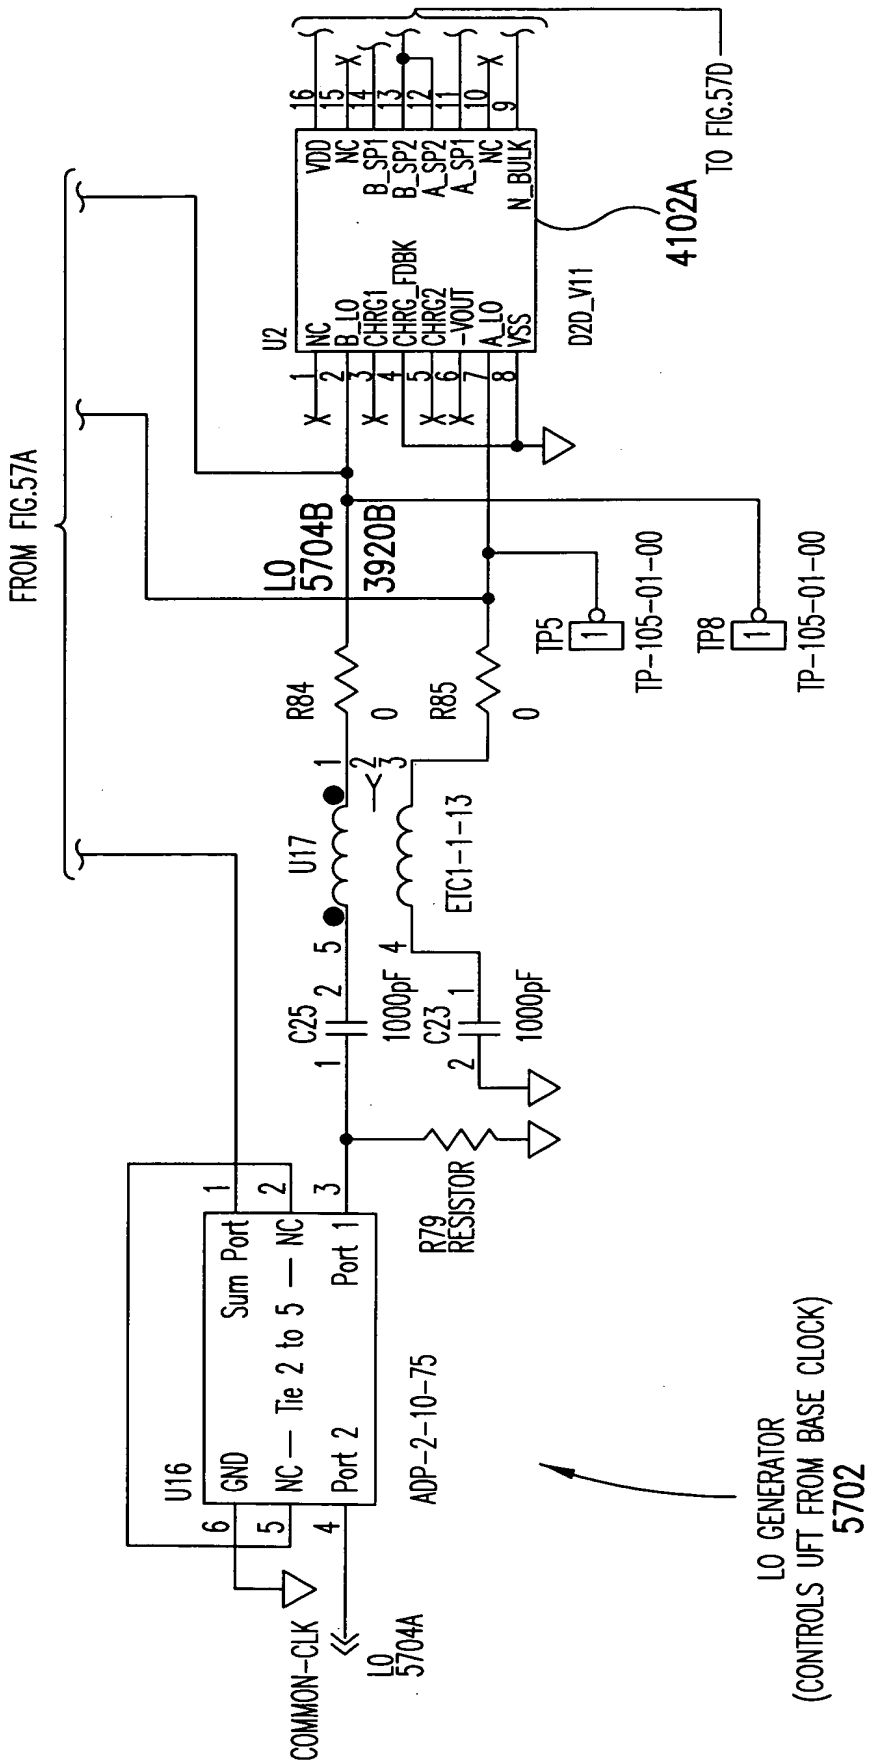 FROM FIG.57A
U2
NC
B_LO
CHRG1
CHRG_FDBK
CHRG2
-VOUT
A_LO
VSS
VDD
NC
B_SP1
B_SP2
A_SP2
A_SP1
NC
N_BULK
1
2
3
4
5
6
7
8
16
15
14
13
12
11
10
9
D2D_V11
4102A
TO FIG.57D
LO
5704B
3920B
R84
0
R85
0
TP5
1
TP-105-01-00
TP8
1
TP-105-01-00
U17
1
2
3
5
4
ETC1-1-13
C25
1
2
1000pF
C23
2
1
1000pF
R79
RESISTOR
U16
GND
Sum Port
NC — Tie 2 to 5 — NC
Port 2
Port 1
6
5
4
1
2
3
ADP-2-10-75
COMMON-CLK
LO
5704A
LO GENERATOR
(CONTROLS UFT FROM BASE CLOCK)
5702